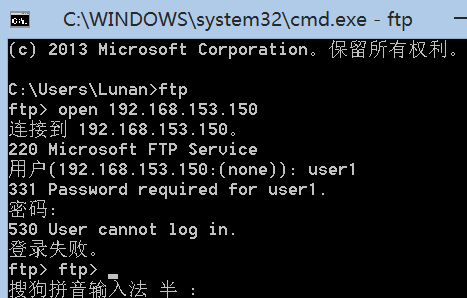 C:\WINDOWS\system32\cmd.exe - ftp
(c) 2013 Microsoft Corporation。保留所有权利。
C:\Users\Lunan>ftp
ftp> open 192.168.153.150
连接到 192.168.153.150。
220 Microsoft FTP Service
用户(192.168.153.150:(none)): user1
331 Password required for user1.
密码:
530 User cannot log in.
登录失败。
ftp> ftp>
搜狗拼音输入法 半 :